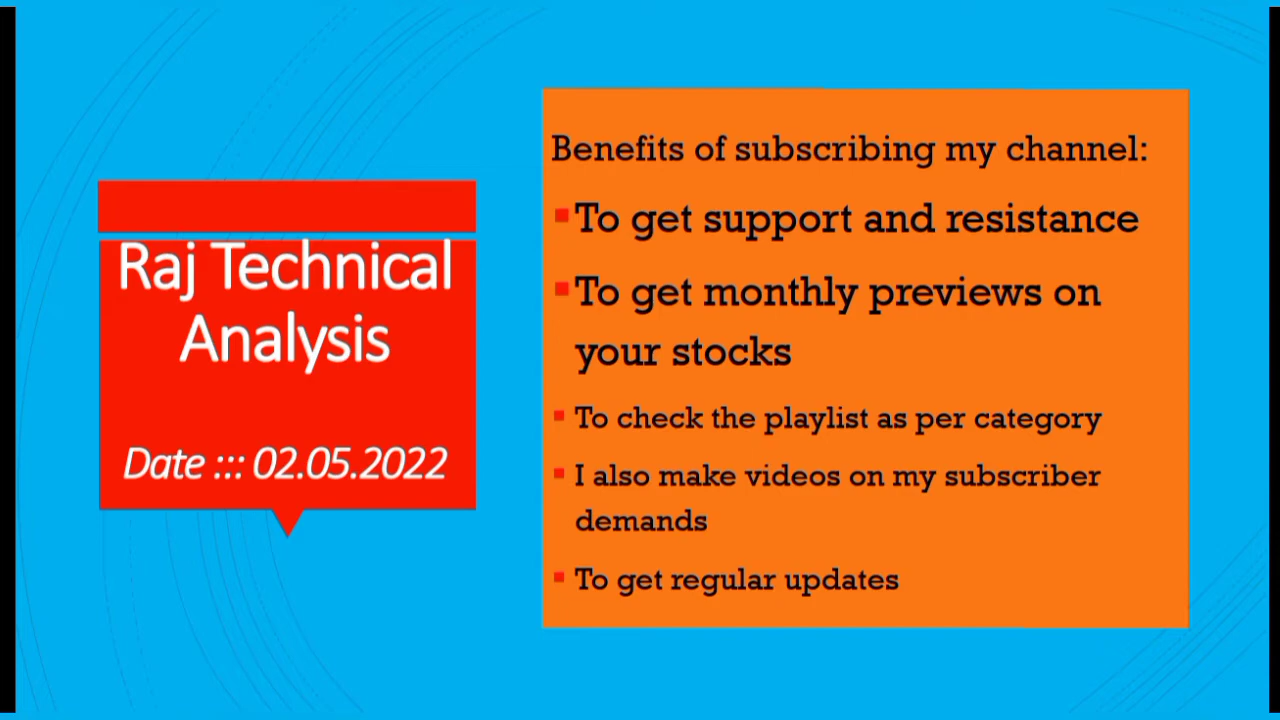 Raj Technical
Analysis
Date ::: 02.05.2022
Benefits of subscribing my channel:
To get support and resistance
To get monthly previews on
your stocks
To check the playlist as per category
I also make videos on my subscriber
demands
To get regular updates